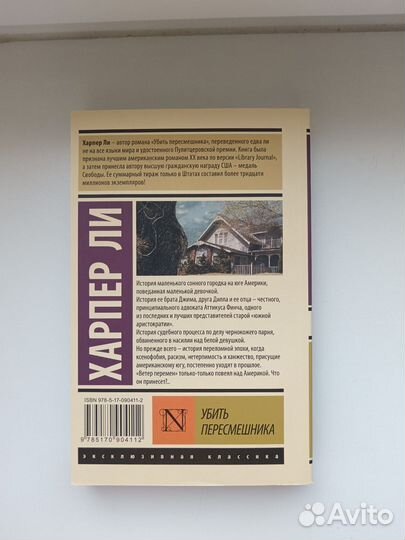 Харпер Ли – автор романа «Убить пересмешника», переведенного едва ли
не на все языки мира и удостоенного Пулитцеровской премии. Книга была
признана лучшим американским романом XX века по версии «Library Journal»,
а затем принесла автору высшую гражданскую награду США – медаль
Свободы. Ее суммарный тираж только в Штатах составил более тридцати
миллионов экземпляров!
ХАРПЕР ЛИ
История маленького сонного городка на юге Америки,
поведанная маленькой девочкой.
История ее брата Джима, друга Дилла и ее отца – честного,
принципиального адвоката Аттикуса Финча, одного
из последних и лучших представителей старой «южной
аристократии».
История судебного процесса по делу чернокожего парня,
обвиненного в насилии над белой девушкой.
Но прежде всего – история переломной эпохи, когда
ксенофобия, расизм, нетерпимость и ханжество, присущие
американскому югу, постепенно уходят в прошлое.
«Ветер перемен» только-только повеял над Америкой. Что
он принесет?..
ISBN 978-5-17-090411-2
9 785170 904112
N
УБИТЬ
ПЕРЕСМЕШНИКА
эксклюзивная классика
Avito